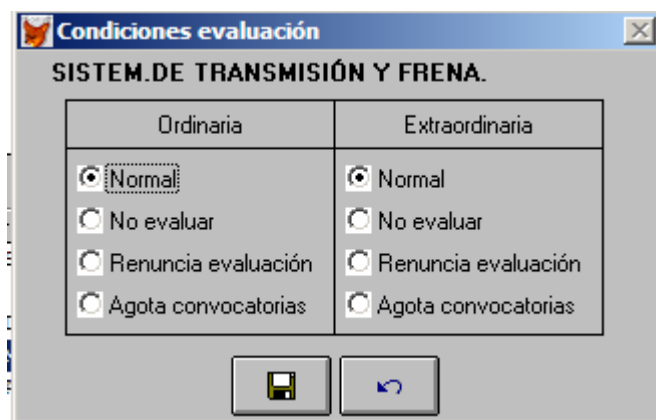 Condiciones evaluación
SISTEM.DE TRANSMISIÓN Y FRENA.
Ordinaria
Extraordinaria
Normal
No evaluar
Renuncia evaluación
Agota convocatorias
Normal
No evaluar
Renuncia evaluación
Agota convocatorias